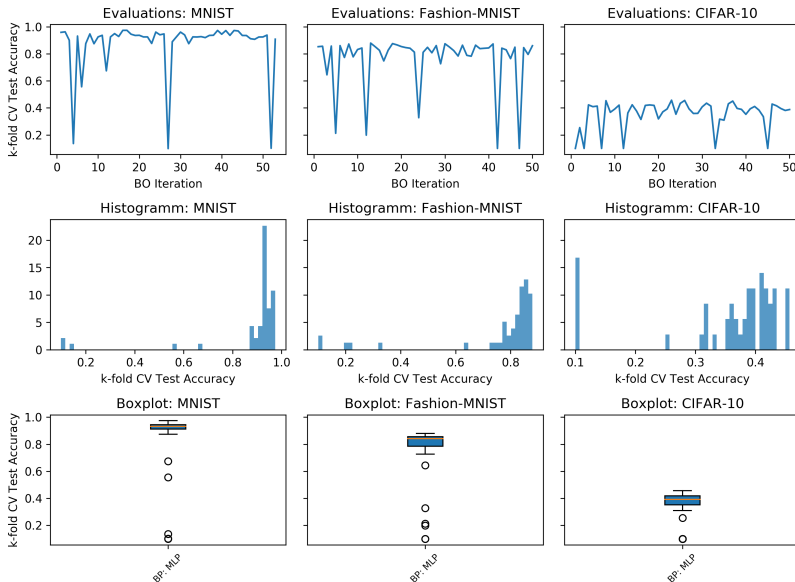 Evaluations: MNIST
Evaluations: Fashion-MNIST
Evaluations: CIFAR-10
k-fold CV Test Accuracy
1.0
0.8
0.6
0.4
0.2
0 10 20 30 40 50
0 10 20 30 40 50
0 10 20 30 40 50
BO Iteration
BO Iteration
BO Iteration
Histogramm: MNIST
Histogramm: Fashion-MNIST
Histogramm: CIFAR-10
20
15
10
5
0
0.2 0.4 0.6 0.8 1.0
0.2 0.4 0.6 0.8
0.1 0.2 0.3 0.4
k-fold CV Test Accuracy
k-fold CV Test Accuracy
k-fold CV Test Accuracy
Boxplot: MNIST
Boxplot: Fashion-MNIST
Boxplot: CIFAR-10
k-fold CV Test Accuracy
1.0
0.8
0.6
0.4
0.2
BP: MLP
BP: MLP
BP: MLP